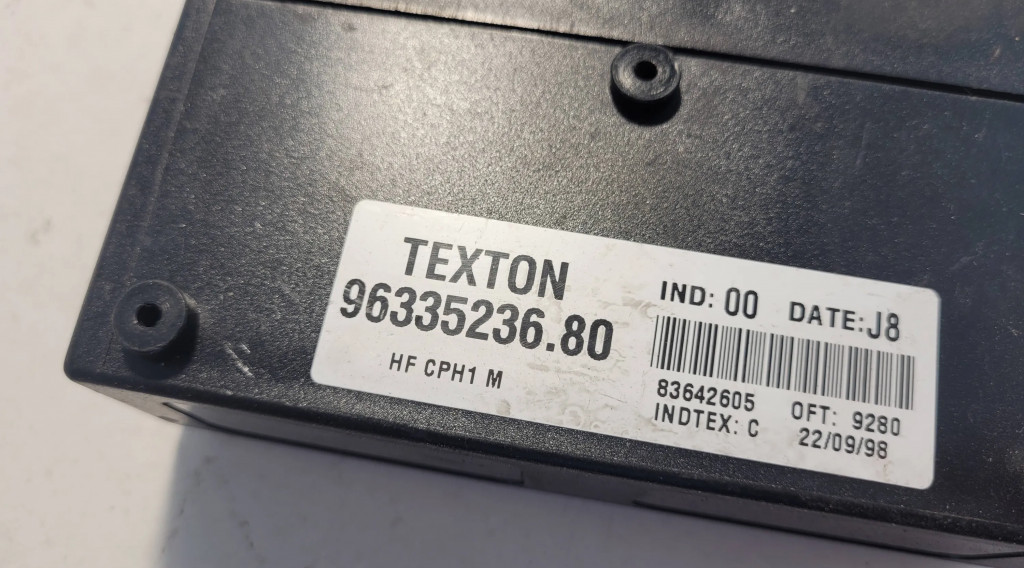 TEXTON
96335236.80
HF CPH1 M
IND: 00 DATE: J8
83642605 OFT: 9280
INDTEX: C 22/09/98